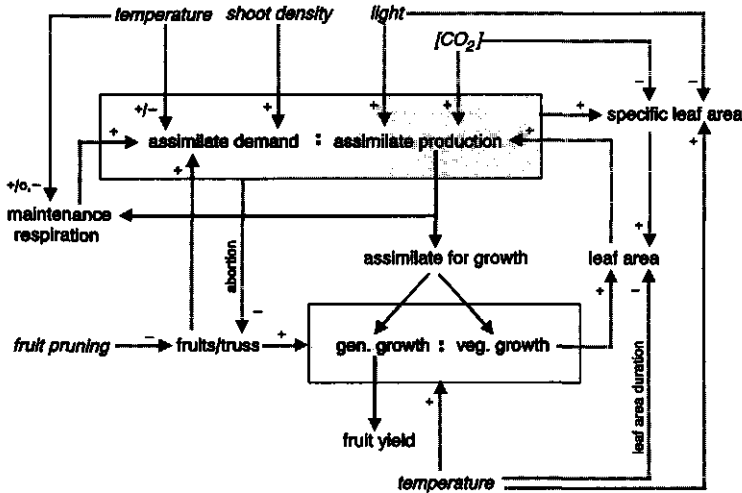 temperature shoot density light
[CO2]
+/− + + + − −
assimilate demand : assimilate production + specific leaf area
+ + + +
+/o,−
maintenance
respiration
abortion
assimilate for growth leaf area
+
− + −
fruit pruning − fruits/truss + gen. growth : veg. growth
leaf area duration
+
fruit yield
temperature